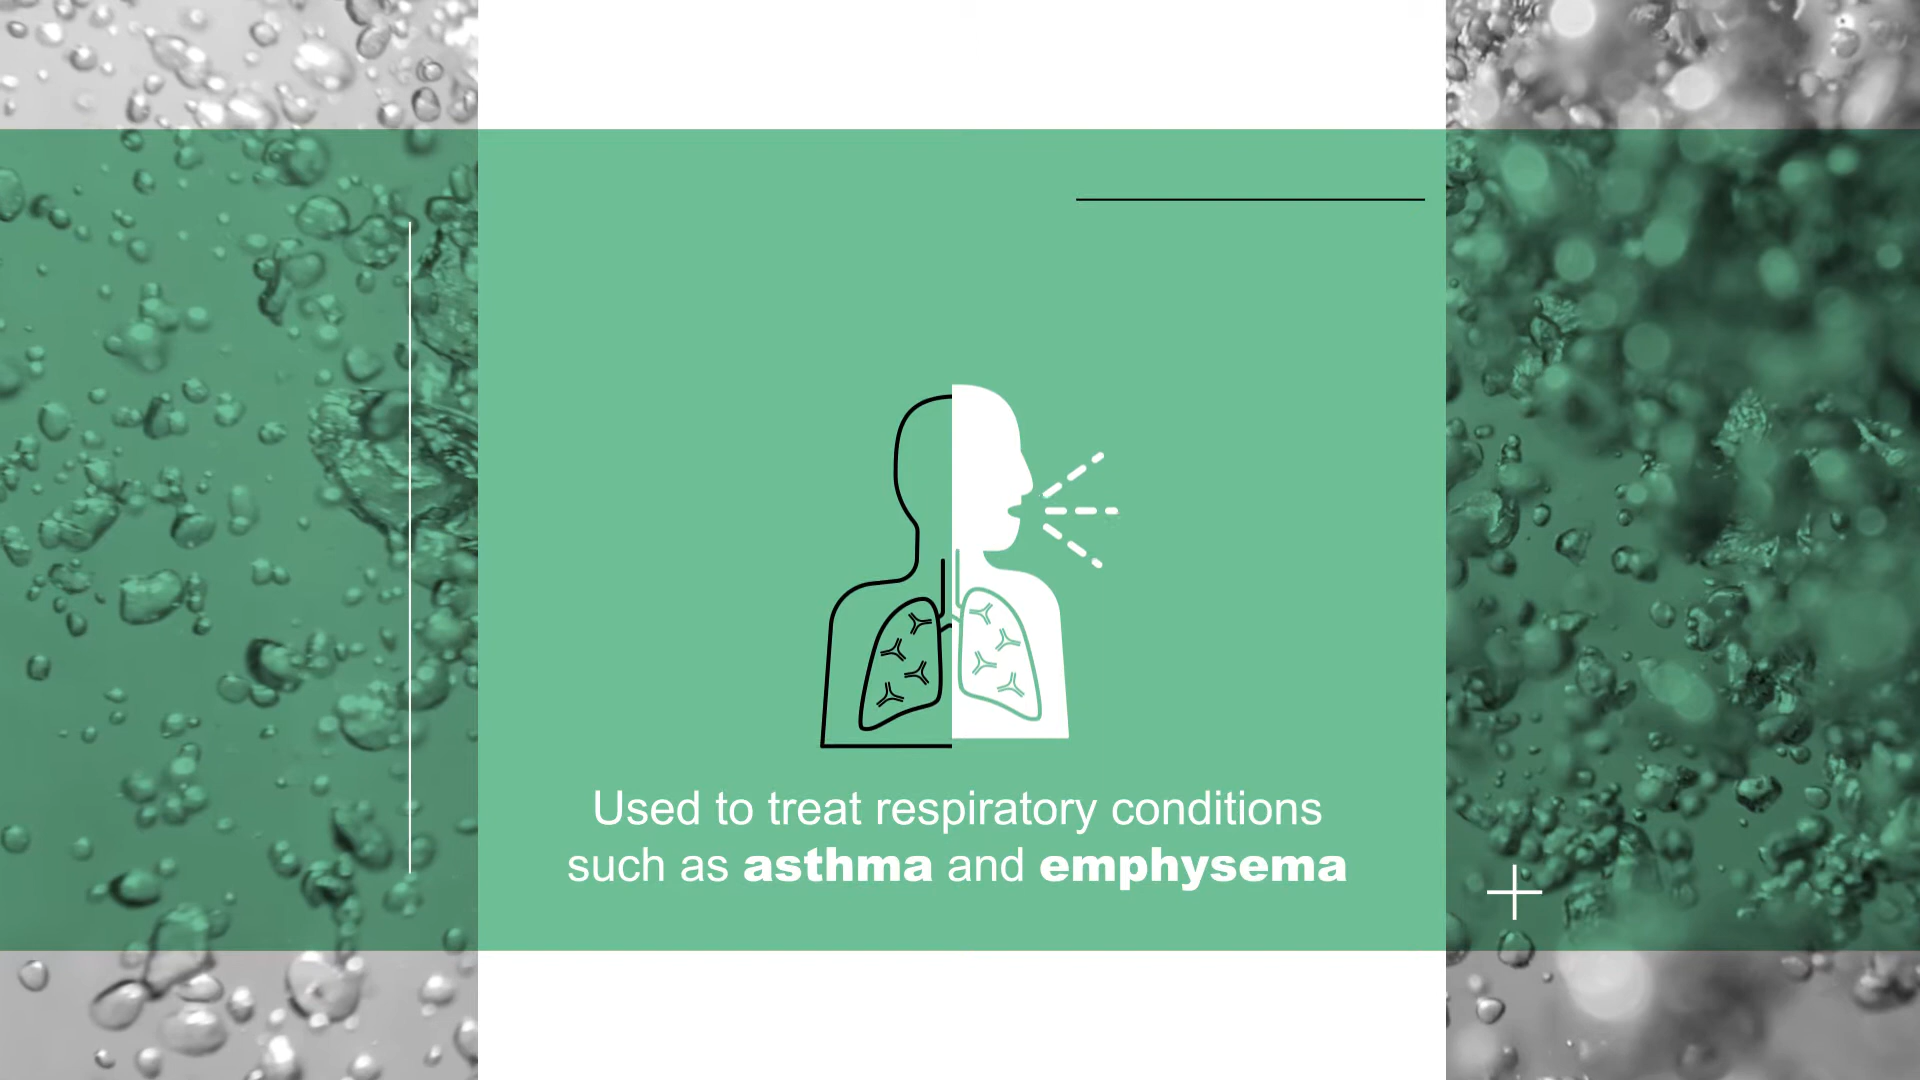 Used to treat respiratory conditions
such as asthma and emphysema